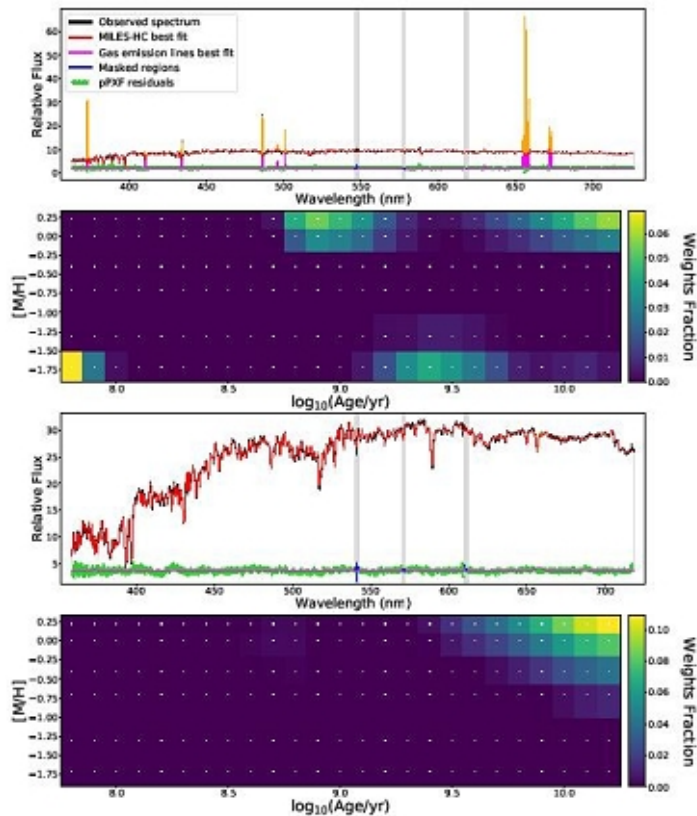 Observed spectrum
MILES-HC best fit
Gas emission lines best fit
Masked regions
pPXF residuals
Relative Flux
60
50
40
30
20
10
0
400 450 500 550 600 650 700
Wavelength (nm)
[M/H]
0.25
0.00
−0.25
−0.50
−0.75
−1.00
−1.25
−1.50
−1.75
8.0 8.5 9.0 9.5 10.0
log10(Age/yr)
0.06
0.05
0.04
0.03
0.02
0.01
0.00
Weights Fraction
Relative Flux
30
25
20
15
10
5
400 450 500 550 600 650 700
Wavelength (nm)
[M/H]
0.25
0.00
−0.25
−0.50
−0.75
−1.00
−1.25
−1.50
−1.75
8.0 8.5 9.0 9.5 10.0
log10(Age/yr)
0.10
0.08
0.06
0.04
0.02
0.00
Weights Fraction